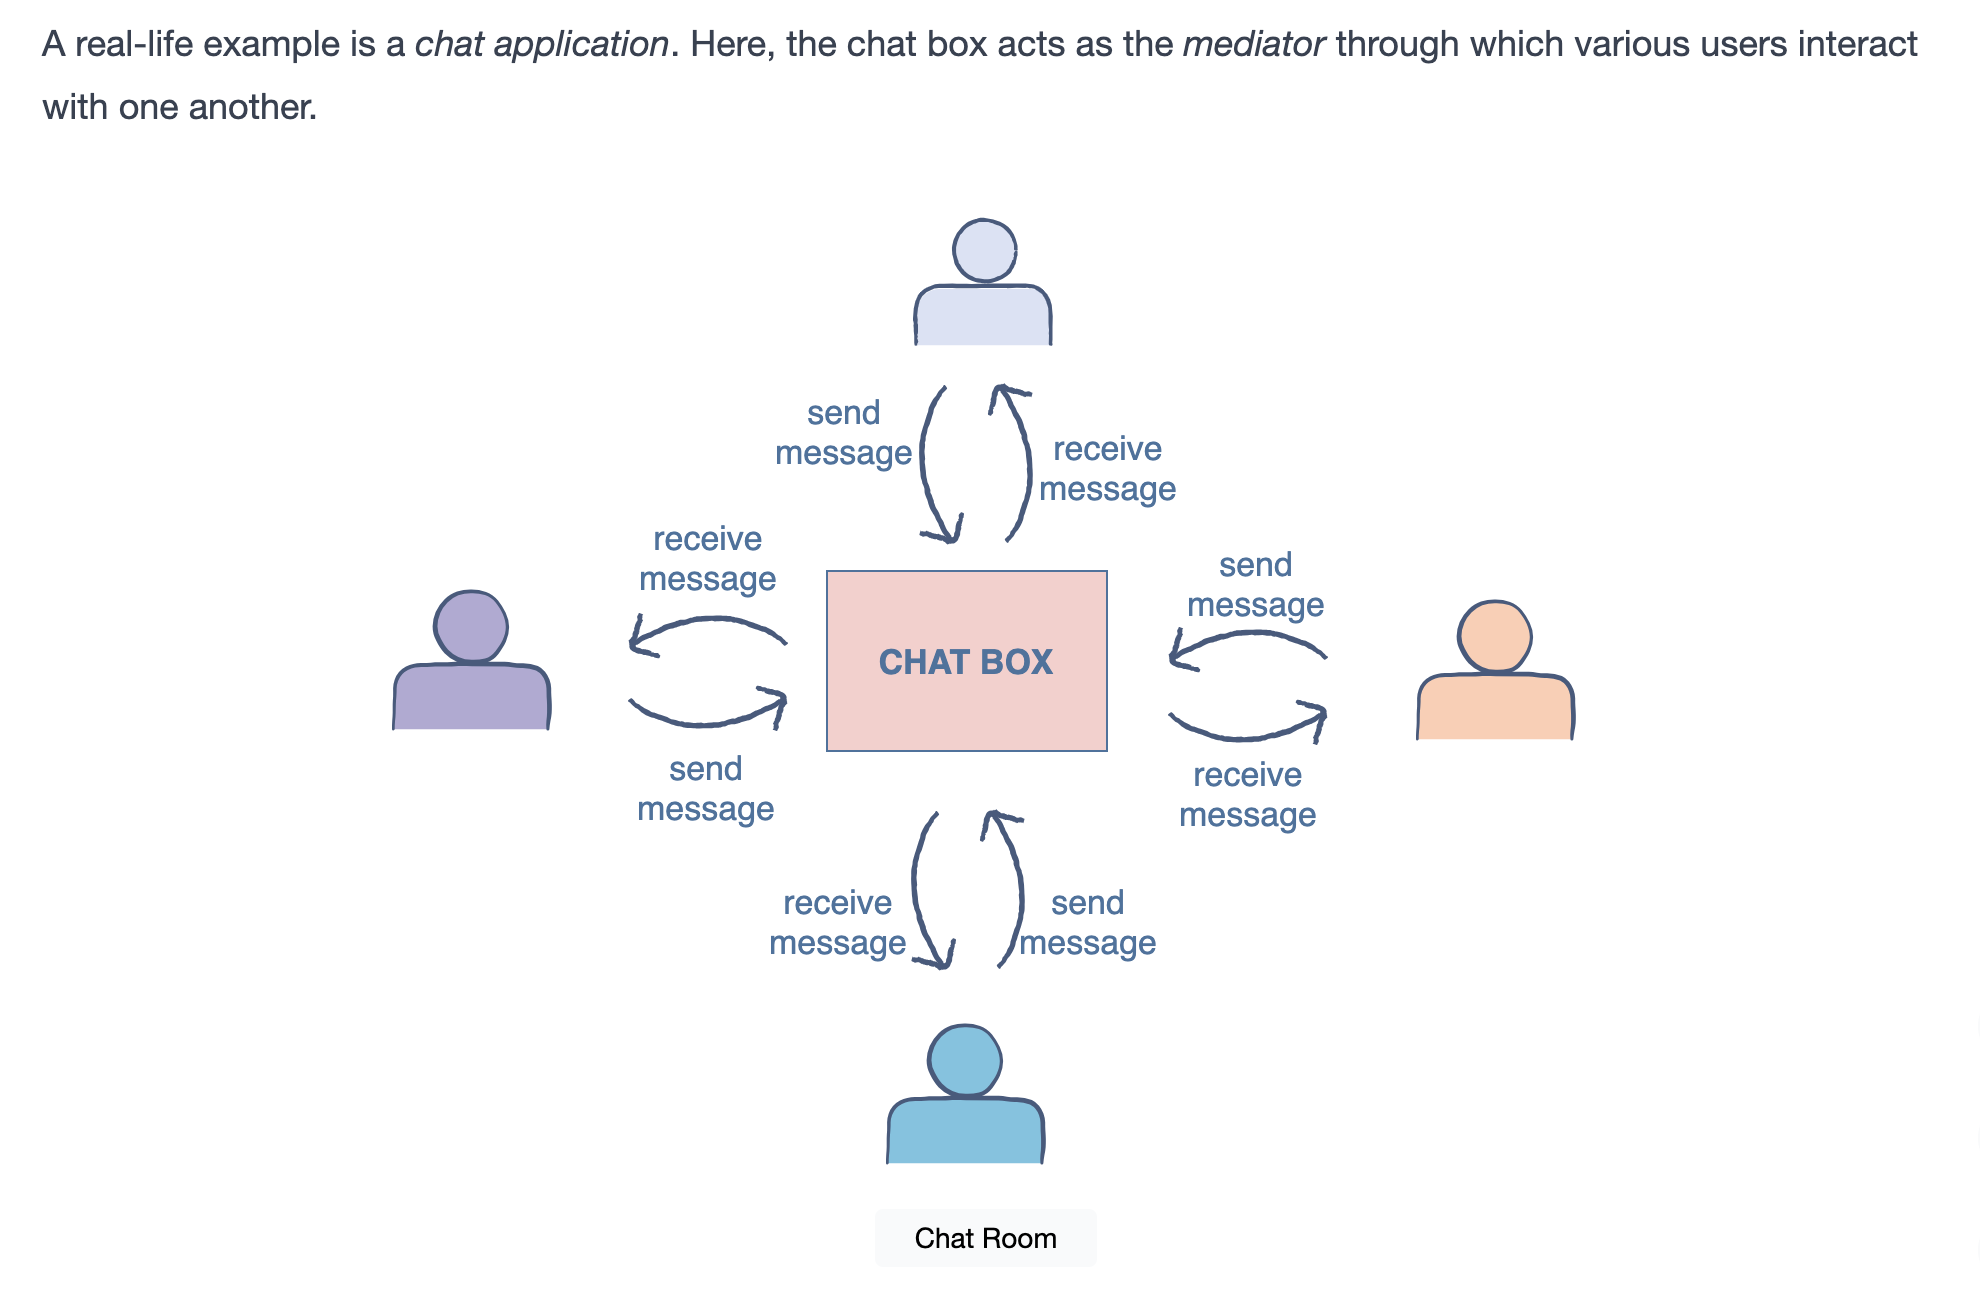 A real-life example is a chat application. Here, the chat box acts as the mediator through which various users interact
with one another.
send
message
receive
message
receive
message
send
message
CHAT BOX
send
message
receive
message
receive
message
send
message
Chat Room